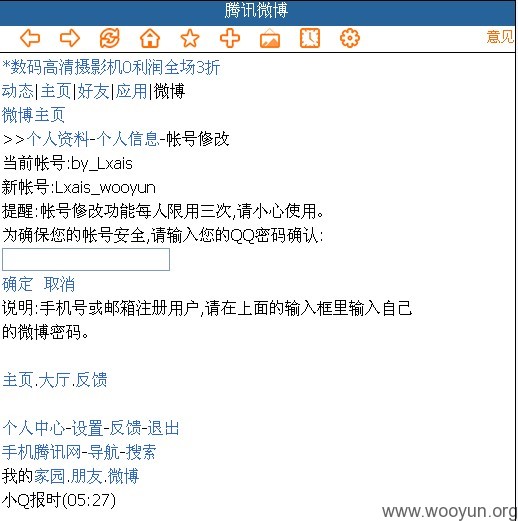 腾讯微博
意见
*数码高清摄影机0利润全场3折
动态|主页|好友|应用|微博
微博主页
>>个人资料-个人信息-帐号修改
当前帐号:by_Lxais
新帐号:Lxais_wooyun
提醒:帐号修改功能每人限用三次,请小心使用。
为确保您的帐号安全,请输入您的QQ密码确认:
确定 取消
说明:手机号或邮箱注册用户,请在上面的输入框里输入自己
的微博密码。
主页.大厅.反馈
个人中心-设置-反馈-退出
手机腾讯网-导航-搜索
我的家园.朋友.微博
小Q报时(05:27)
www.wooyun.org